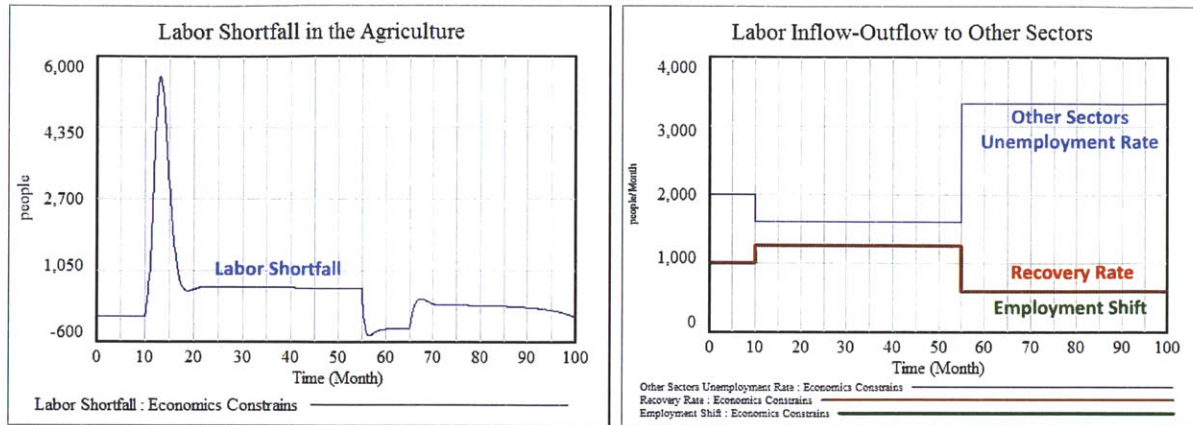 Labor Shortfall in the Agriculture
6,000
4,350
2,700
1,050
-600
people
Labor Shortfall
0 10 20 30 40 50 60 70 80 90 100
Time (Month)
Labor Shortfall : Economics Constrains
Labor Inflow-Outflow to Other Sectors
4,000
3,000
2,000
1,000
0
people/Month
Other Sectors
Unemployment Rate
Recovery Rate
Employment Shift
0 10 20 30 40 50 60 70 80 90 100
Time (Month)
Other Sectors Unemployment Rate : Economics Constrains
Recovery Rate : Economics Constrains
Employment Shift : Economics Constrains